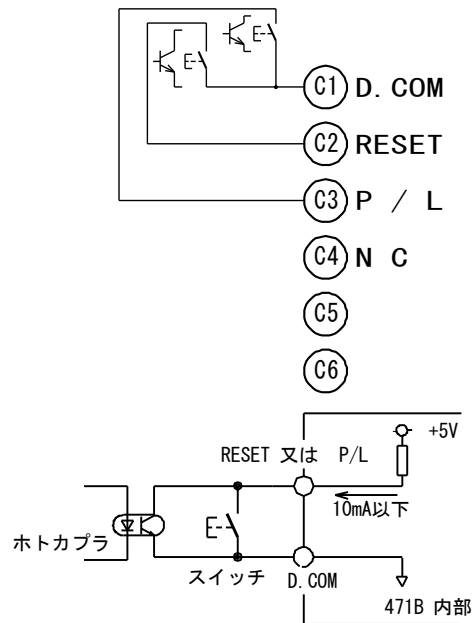 C1 D. COM
C2 RESET
C3 P / L
C4 N C
C5
C6
+5V
RESET 又は P/L
10mA以下
ホトカプラ
スイッチ
D. COM
471B 内部